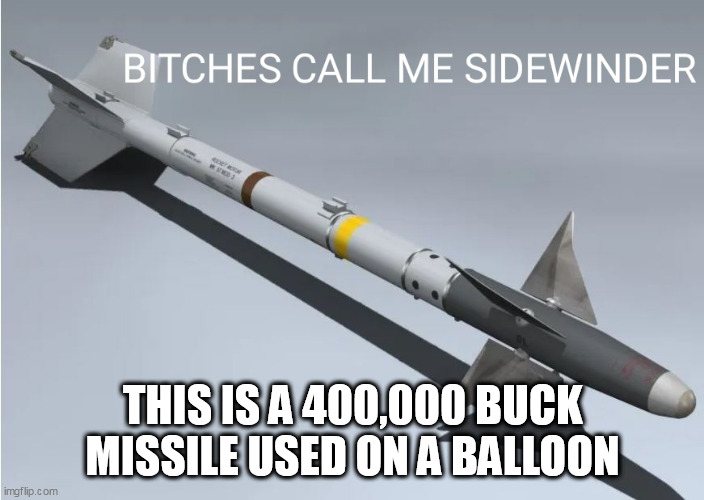 BITCHES CALL ME SIDEWINDER
THIS IS A 400,000 BUCK
MISSILE USED ON A BALLOON
imgflip.com